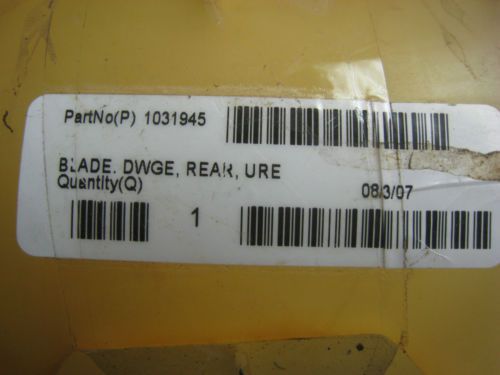 PartNo(P) 1031945
BLADE. DWGE, REAR, URE
Quantity(Q) 08/3/07
1